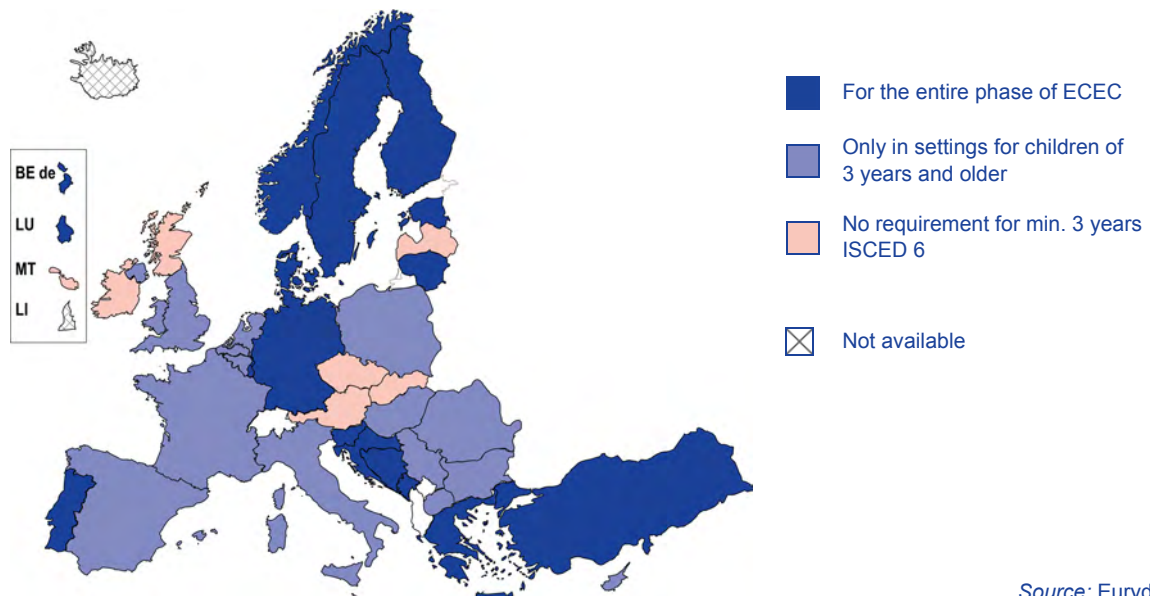 BE de
LU
MT
LI
For the entire phase of ECEC
Only in settings for children of
3 years and older
No requirement for min. 3 years
ISCED 6
Not available
Source: Euryd